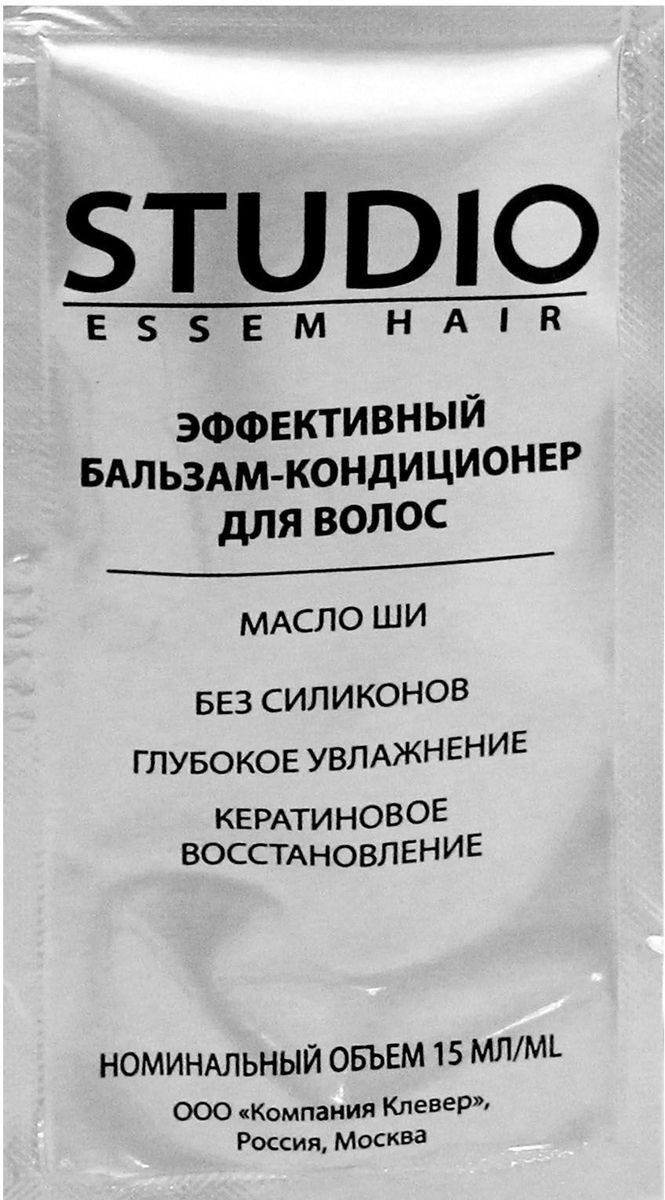 STUDIO
ESSEM HAIR
ЭФФЕКТИВНЫЙ
БАЛЬЗАМ-КОНДИЦИОНЕР
ДЛЯ ВОЛОС
МАСЛО ШИ
БЕЗ СИЛИКОНОВ
ГЛУБОКОЕ УВЛАЖНЕНИЕ
КЕРАТИНОВОЕ
ВОССТАНОВЛЕНИЕ
НОМИНАЛЬНЫЙ ОБЪЕМ 15 МЛ/ML
ООО «Компания Клевер»,
Россия, Москва